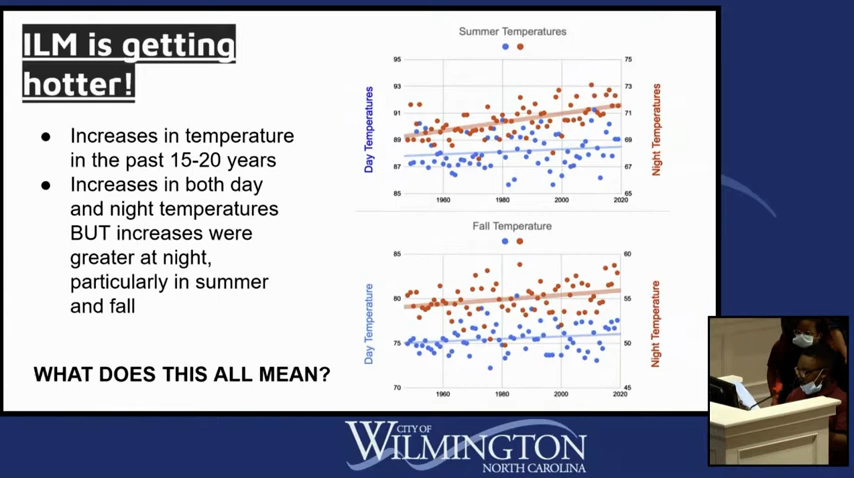 ILM is getting
hotter!
● Increases in temperature
in the past 15-20 years
● Increases in both day
and night temperatures
BUT increases were
greater at night,
particularly in summer
and fall
WHAT DOES THIS ALL MEAN?
Summer Temperatures
Day Temperatures
Night Temperatures
95
93
91
89
87
85
75
73
71
69
67
65
1960
1980
2000
2020
Fall Temperature
Day Temperature
Night Temperature
85
80
75
70
60
55
50
45
1960
1980
2000
2020
CITY OF
WILMINGTON
NORTH CAROLINA